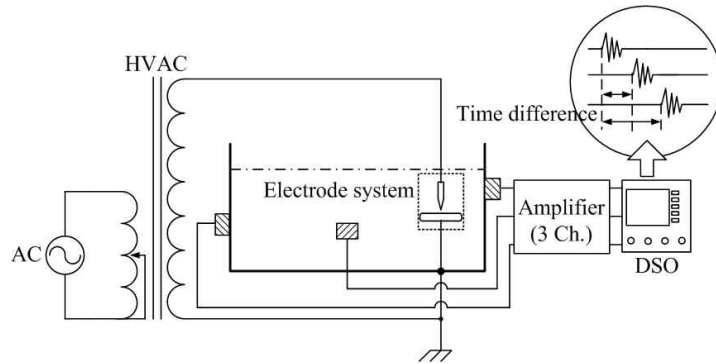 HVAC
Time difference
Electrode system
Amplifier
(3 Ch.)
AC
DSO